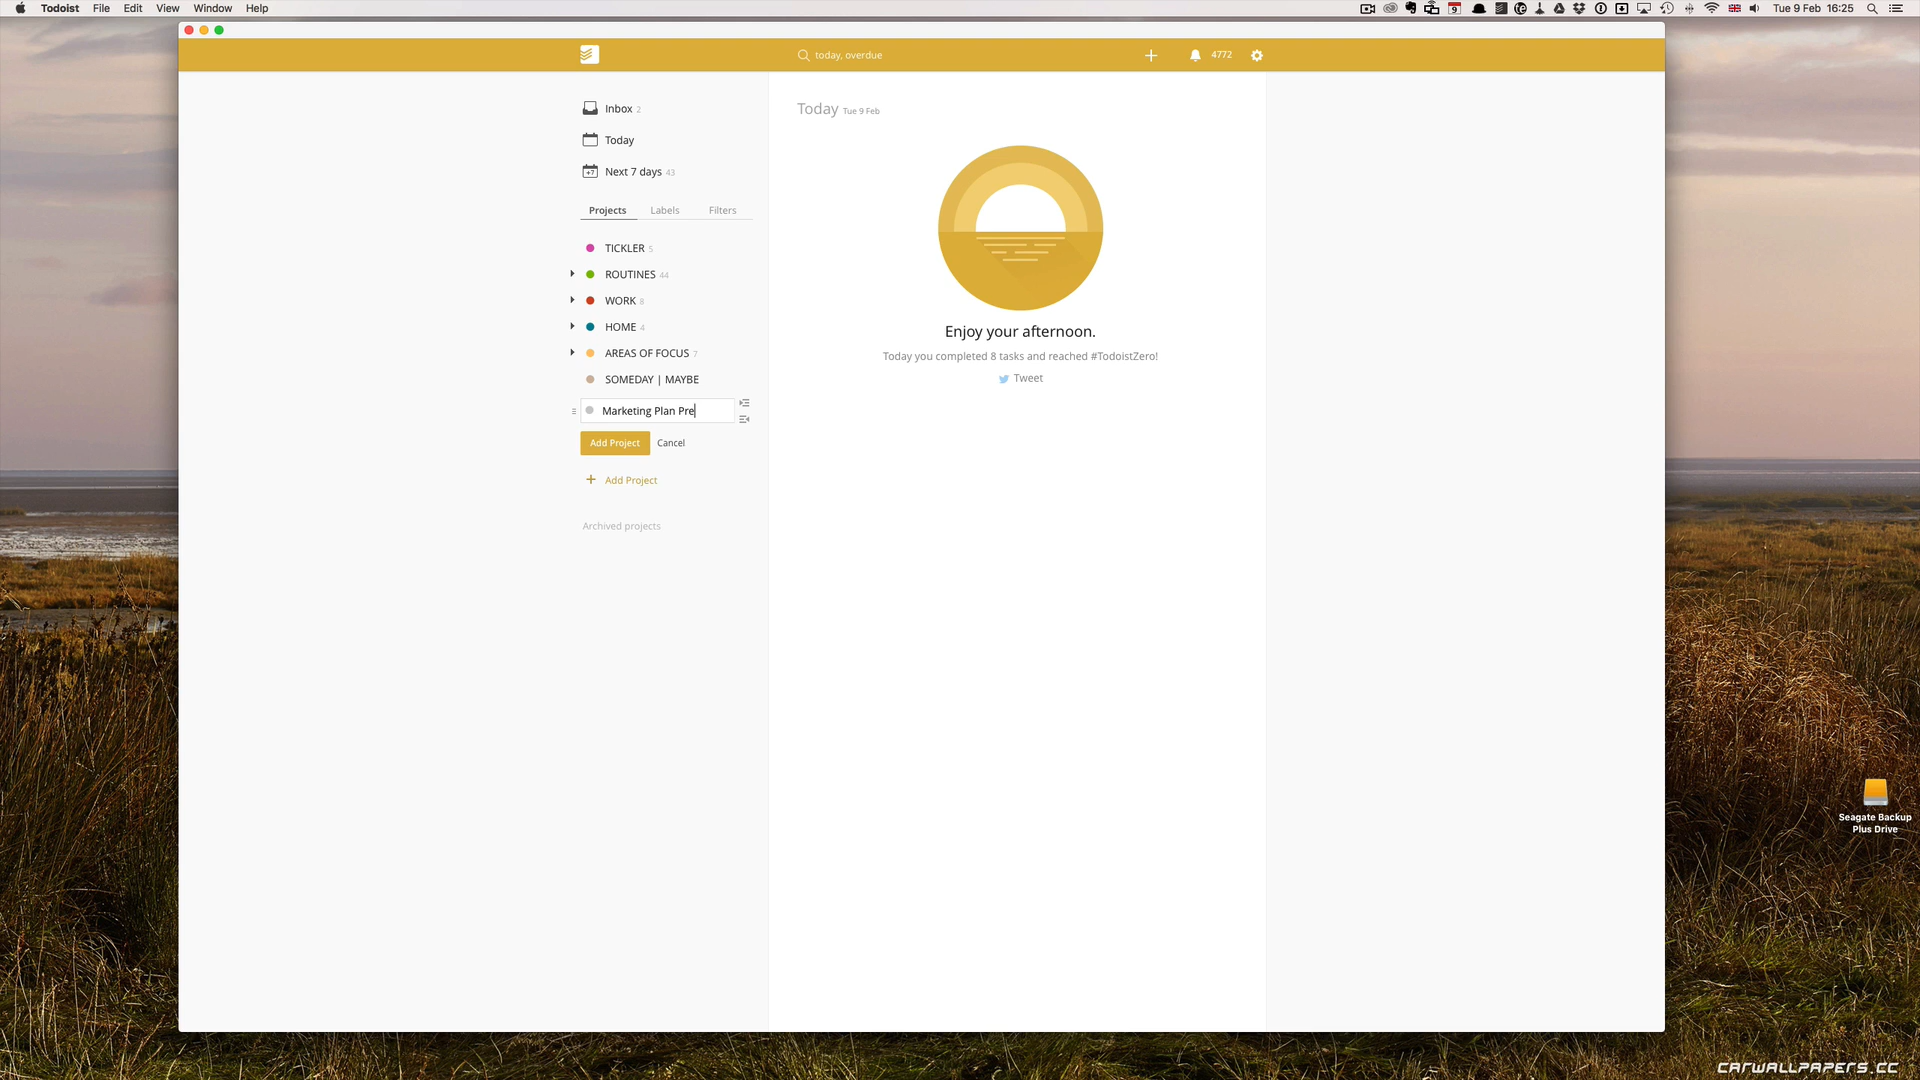 Todoist File Edit View Window Help
9
Tue 9 Feb 16:25
today, overdue
4772
Inbox 2
Today
+7 Next 7 days 43
Projects Labels Filters
TICKLER 5
ROUTINES 44
WORK 8
HOME 4
AREAS OF FOCUS 7
SOMEDAY | MAYBE
Marketing Plan Pre
Add Project Cancel
+ Add Project
Archived projects
Today Tue 9 Feb
Enjoy your afternoon.
Today you completed 8 tasks and reached #TodoistZero!
Tweet
Seagate Backup
Plus Drive
CARWALLPAPERS.CC